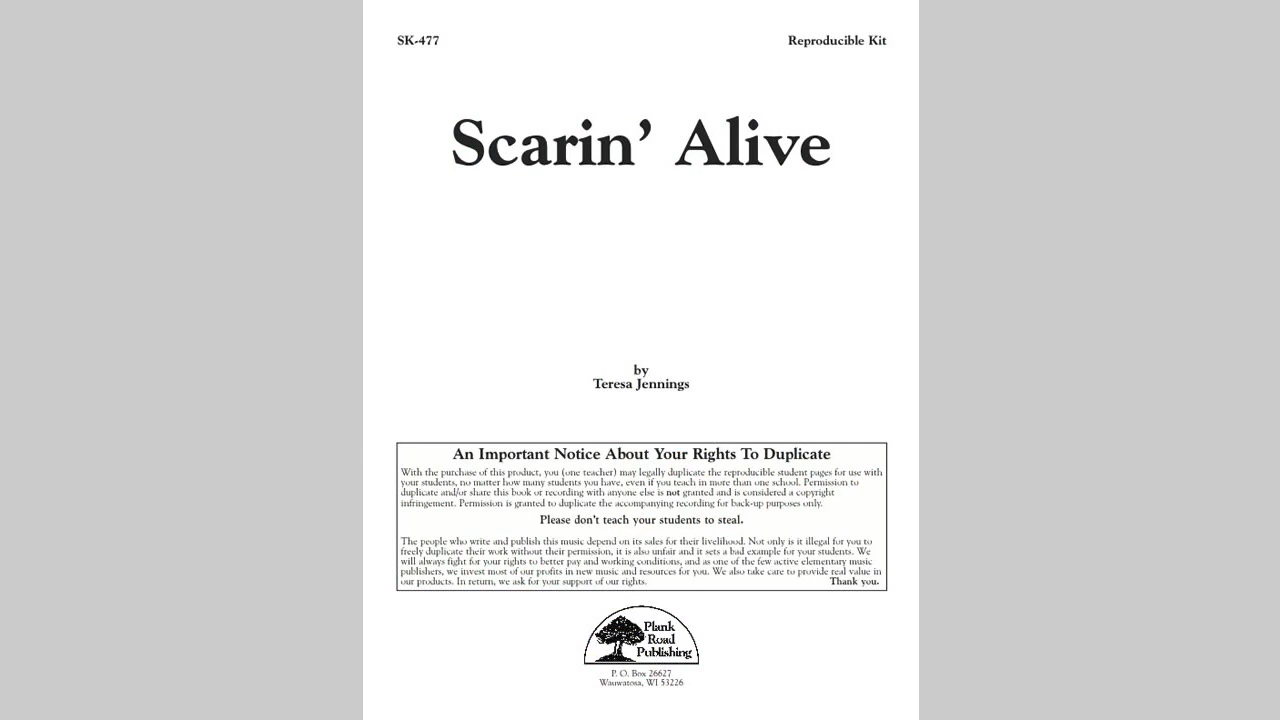 SK-477
Reproducible Kit
Scarin’ Alive
by
Teresa Jennings
An Important Notice About Your Rights To Duplicate
With the purchase of this product, you (one teacher) may legally duplicate the reproducible student pages for use with
your students, no matter how many students you have, even if you teach in more than one school. Permission to
duplicate and/or share this book or recording with anyone else is not granted and is considered a copyright
infringement. Permission is granted to duplicate the accompanying recording for back-up purposes only.
Please don’t teach your students to steal.
The people who write and publish this music depend on its sales for their livelihood. Not only is it illegal for you to
freely duplicate their work without their permission, it is also unfair and it sets a bad example for your students. We
will always fight for your rights to better pay and working conditions, and as one of the few active elementary music
publishers, we invest most of our profits in new music and resources for you. We also take care to provide real value in
our products. In return, we ask for your support of our rights. Thank you.
Plank
Road
Publishing
P. O. Box 26627
Wauwatosa, WI 53226